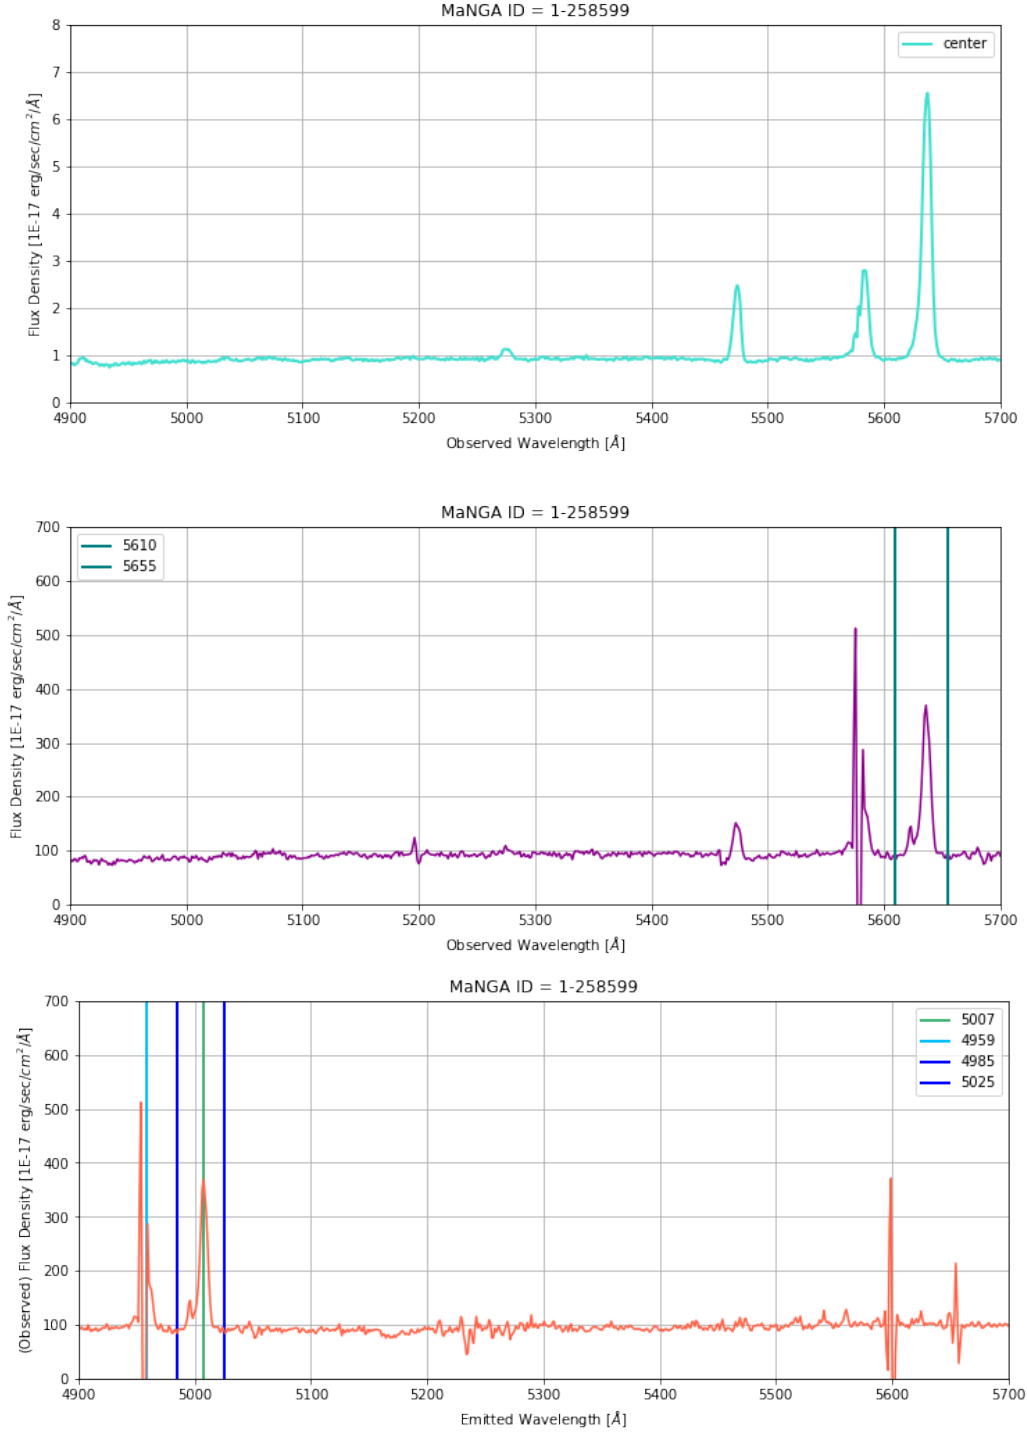 MaNGA ID = 1-258599
8
7
6
5
4
3
2
1
0
center
Flux Density [1E-17 erg/sec/cm²/Å]
4900 5000 5100 5200 5300 5400 5500 5600 5700
Observed Wavelength [Å]
MaNGA ID = 1-258599
700
600
500
400
300
200
100
0
5610
5655
Flux Density [1E-17 erg/sec/cm²/Å]
4900 5000 5100 5200 5300 5400 5500 5600 5700
Observed Wavelength [Å]
MaNGA ID = 1-258599
700
600
500
400
300
200
100
0
5007
4959
4985
5025
(Observed) Flux Density [1E-17 erg/sec/cm²/Å]
4900 5000 5100 5200 5300 5400 5500 5600 5700
Emitted Wavelength [Å]